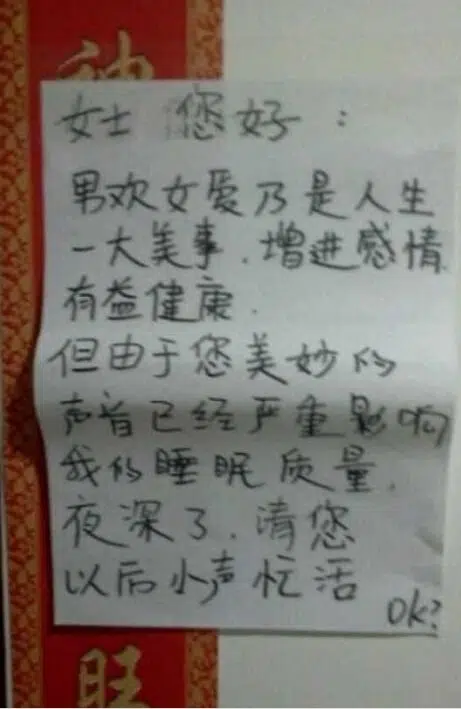 神
女士 您好：
男欢女爱乃是人生
一大美事.增进感情
有益健康.
但由于您美妙的
声音已经严重影响
我的睡眠质量.
夜深了.请您
以后小声忙活
OK?
旺